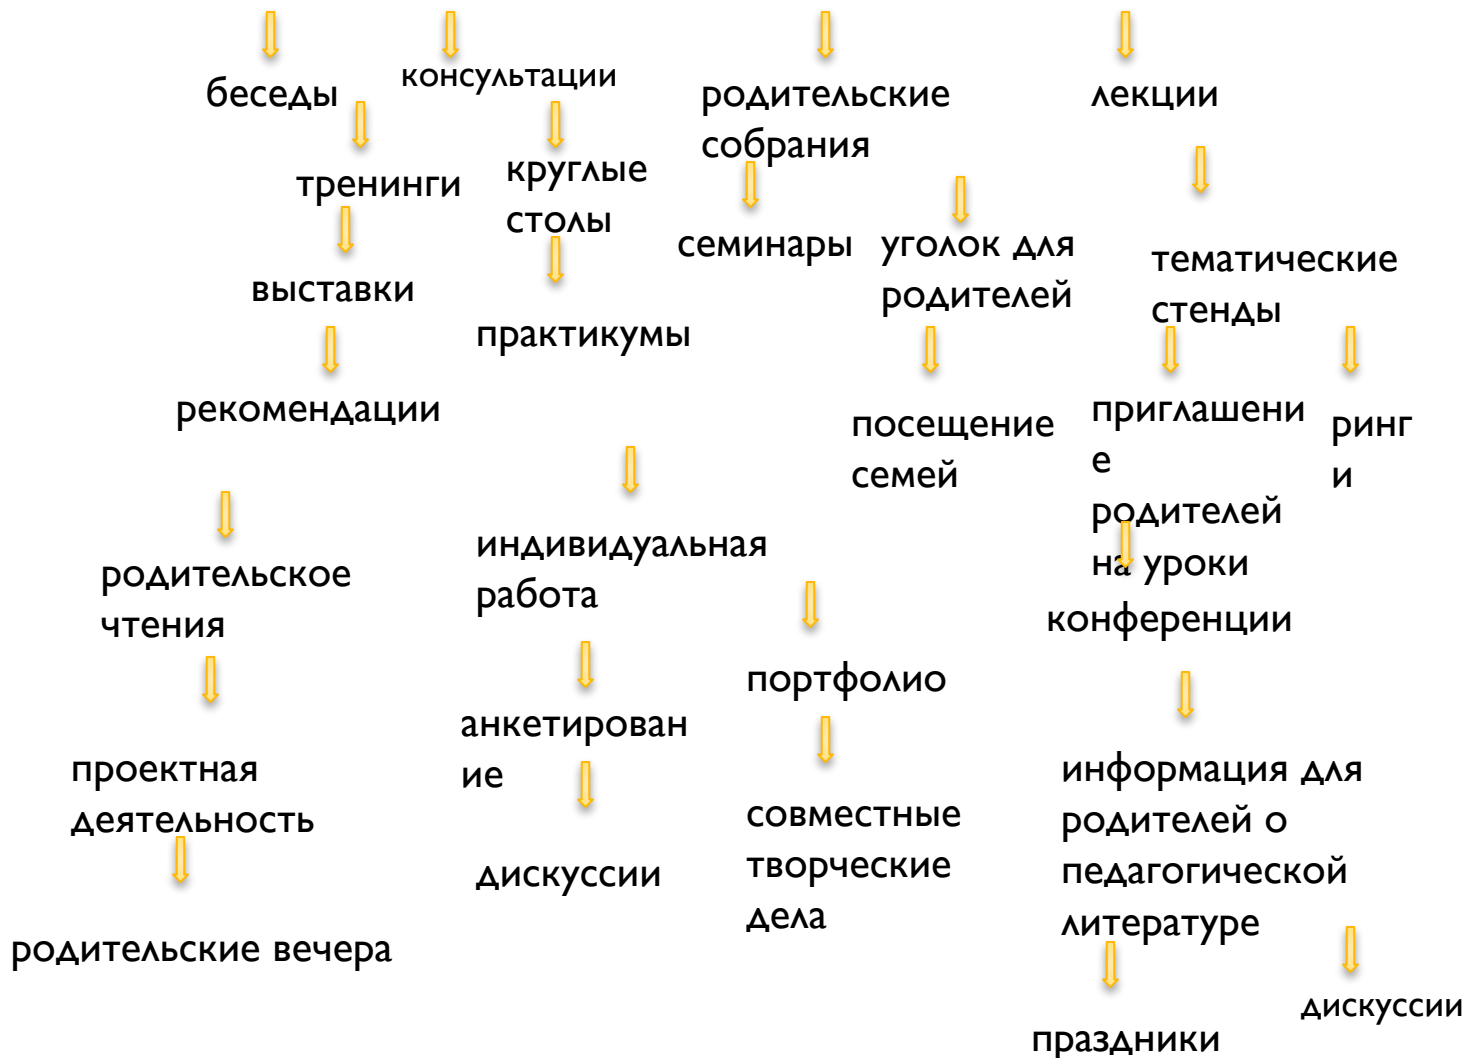 беседы
консультации
родительские
собрания
лекции
тренинги
круглые
столы
семинары
уголок для
родителей
тематические
стенды
выставки
практикумы
рекомендации
посещение
семей
приглашени
е
родителей
на уроки
ринг
и
родительское
чтения
индивидуальная
работа
конференции
портфолио
анкетирован
ие
проектная
деятельность
информация для
родителей о
педагогической
литературе
совместные
творческие
дела
дискуссии
родительские вечера
дискуссии
праздники